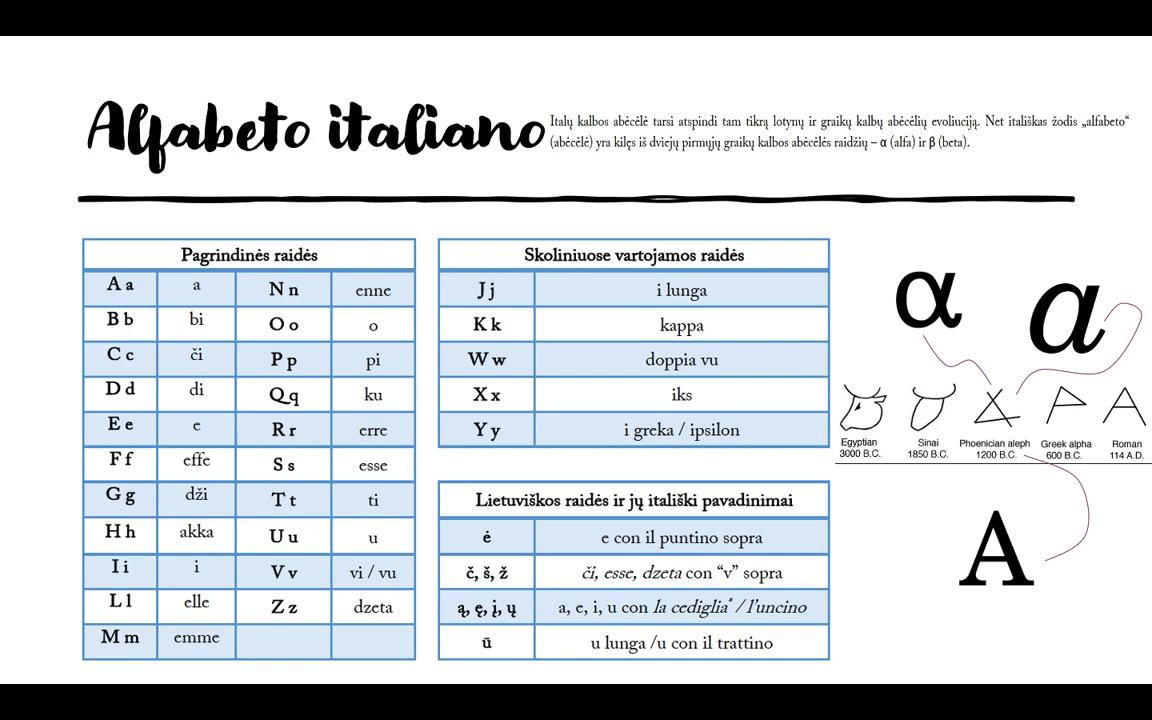 Alfabeto italiano
Italų kalbos abėcėlė tarsi atspindi tam tikrą lotynų ir graikų kalbų abėcėlių evoliuciją. Net itališkas žodis „alfabeto“
(abėcėlė) yra kilęs iš dviejų pirmųjų graikų kalbos abėcėlės raidžių – α (alfa) ir β (beta).
Pagrindinės raidės
A a a N n enne
B b bi O o o
C c či P p pi
D d di Q q ku
E e e R r erre
F f effe S s esse
G g dži T t ti
H h akka U u u
I i i V v vi / vu
L l elle Z z dzeta
M m emme
Skoliniuose vartojamos raidės
J j i lunga
K k kappa
W w doppia vu
X x iks
Y y i greka / ipsilon
Lietuviškos raidės ir jų itališki pavadinimai
ė e con il puntino sopra
č, š, ž či, esse, dzeta con “v” sopra
ą, ę, į, ų a, e, i, u con la cediglia* / l’uncino
ū u lunga /u con il trattino
α a
Egyptian Sinai Phoenician aleph Greek alpha Roman
3000 B.C. 1850 B.C. 1200 B.C. 600 B.C. 114 A.D.
A